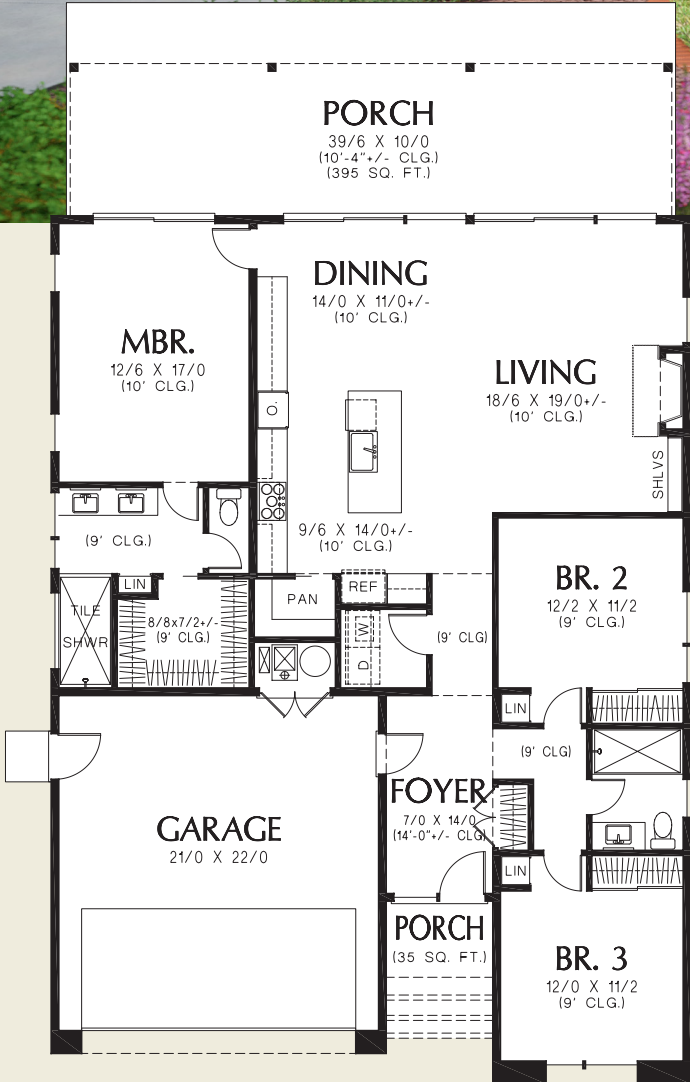 PORCH
39/6 X 10/0
(10'-4"+/- CLG.)
(395 SQ. FT.)
DINING
14/0 X 11/0+/-
(10' CLG.)
MBR.
12/6 X 17/0
(10' CLG.)
LIVING
18/6 X 19/0+/-
(10' CLG.)
SHLVS
9/6 X 14/0+/-
(10' CLG.)
(9' CLG.)
LIN
TILE
SHWR
8/8x7/2+/-
(9' CLG.)
PAN
REF
W
D
(9' CLG)
BR. 2
12/2 X 11/2
(9' CLG.)
LIN
(9' CLG)
FOYER
7/0 X 14/0
(14'-0"+/- CLG)
GARAGE
21/0 X 22/0
LIN
PORCH
(35 SQ. FT.)
BR. 3
12/0 X 11/2
(9' CLG.)